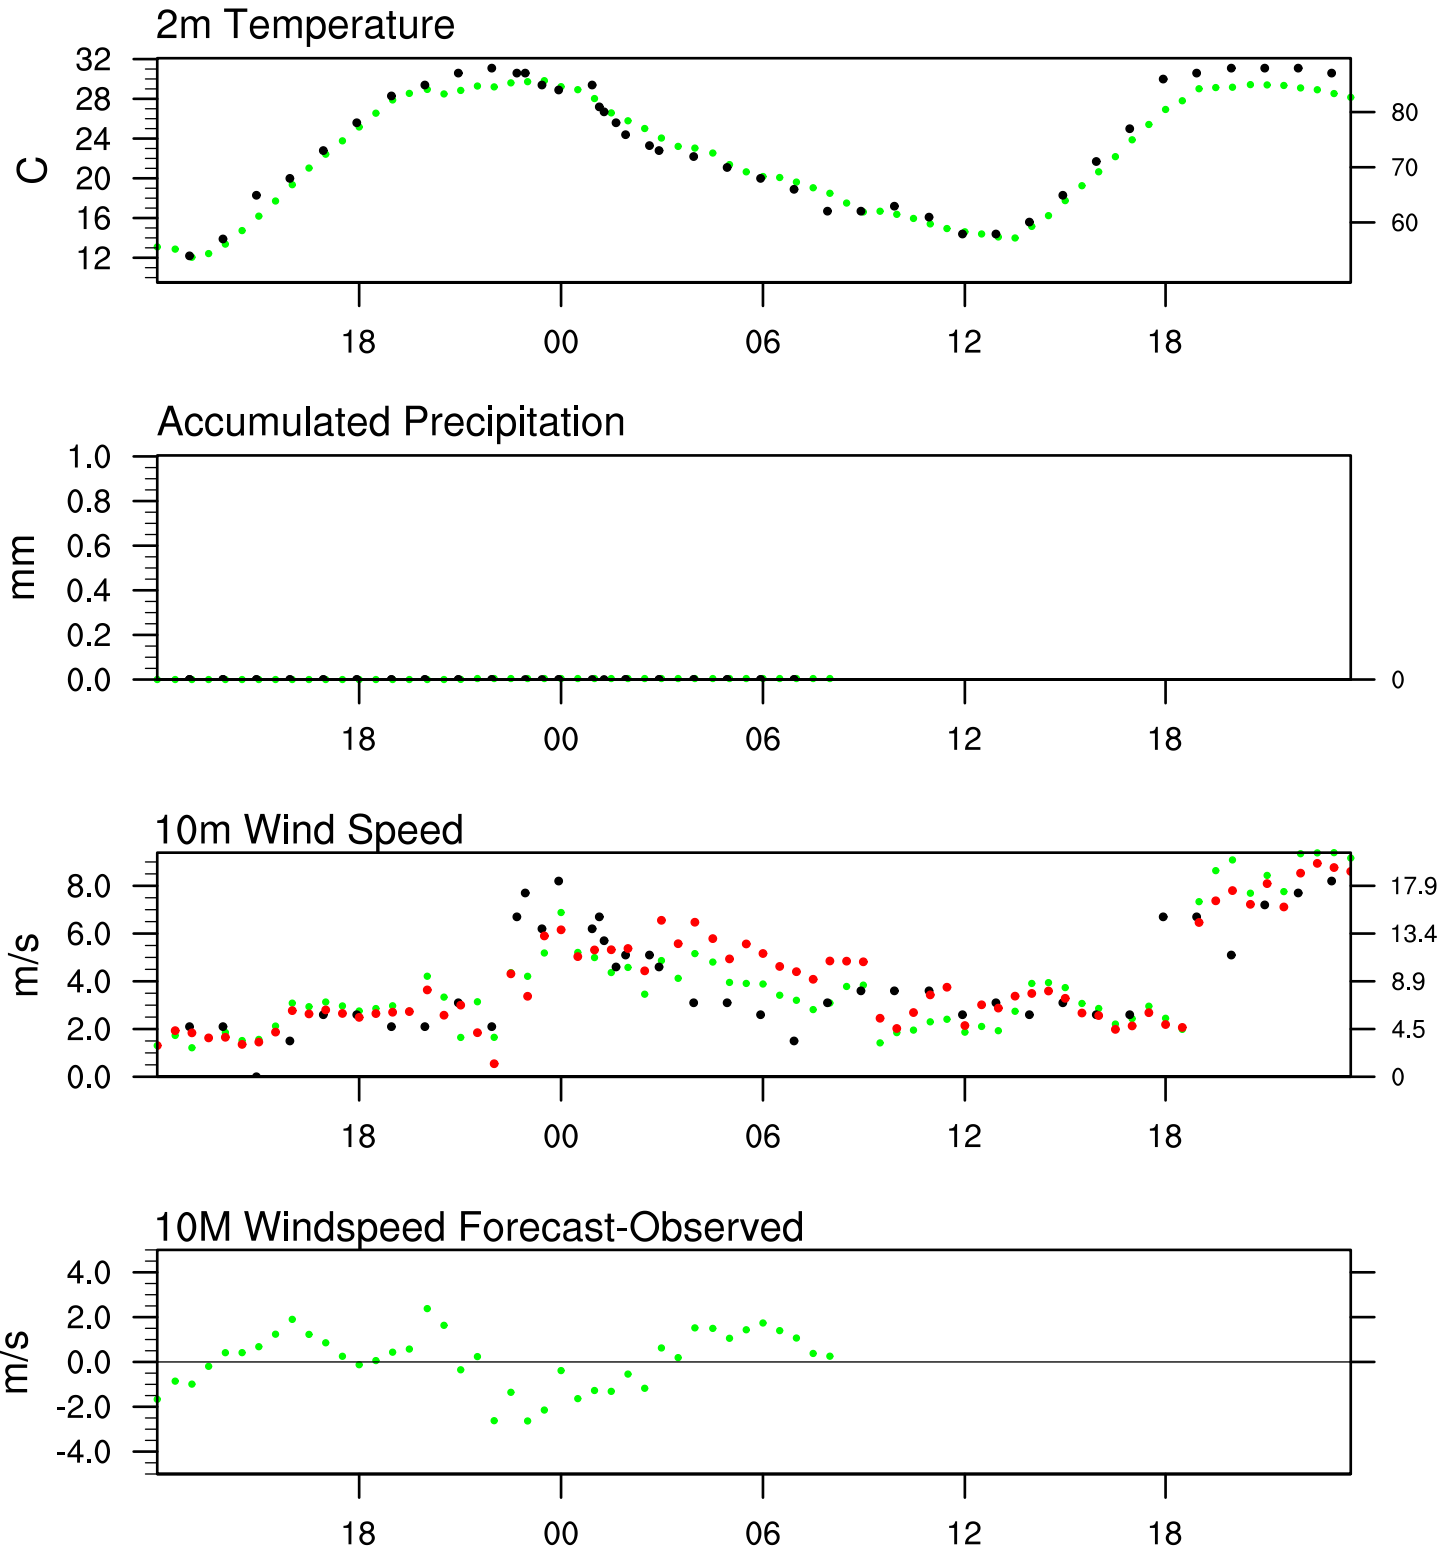 2m Temperature
32
28
24
20
16
12
C
80
70
60
18 00 06 12 18
Accumulated Precipitation
1.0
0.8
0.6
0.4
0.2
0.0
mm
0
18 00 06 12 18
10m Wind Speed
8.0
6.0
4.0
2.0
0.0
m/s
17.9
13.4
8.9
4.5
0
18 00 06 12 18
10M Windspeed Forecast-Observed
4.0
2.0
0.0
-2.0
-4.0
m/s
18 00 06 12 18